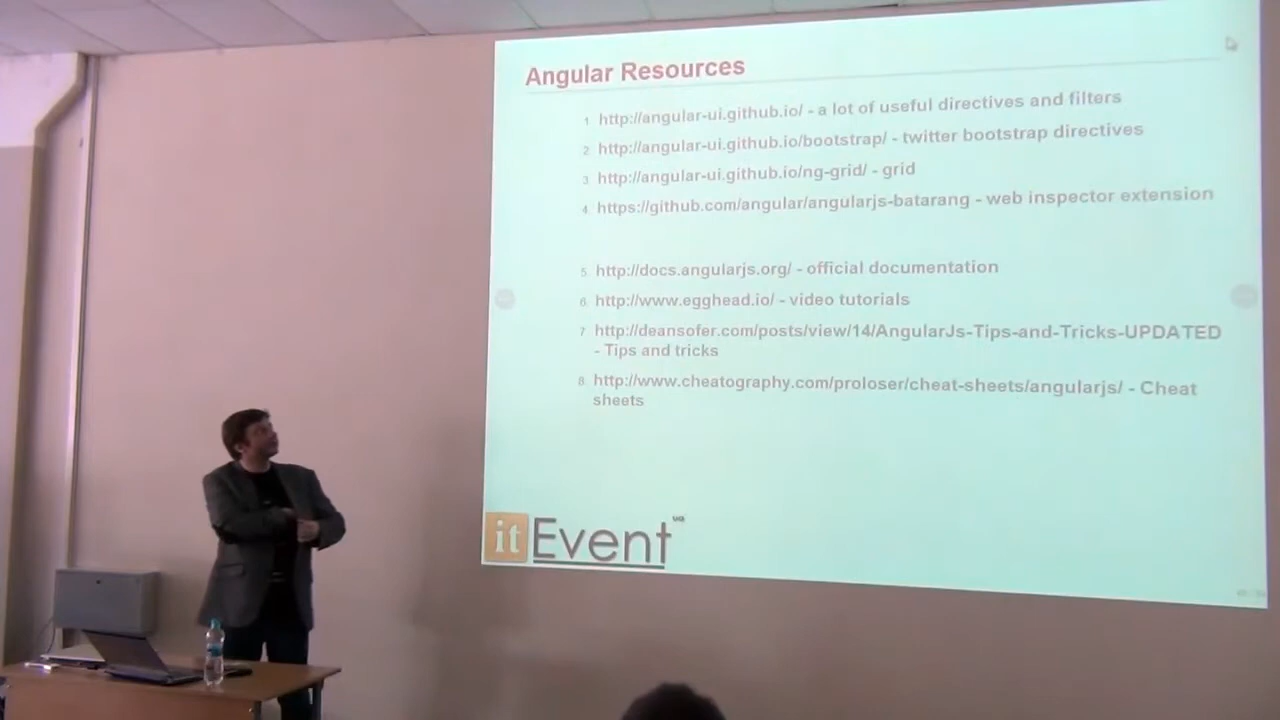 Angular Resources
1. http://angular-ui.github.io/ - a lot of useful directives and filters
2. http://angular-ui.github.io/bootstrap/ - twitter bootstrap directives
3. http://angular-ui.github.io/ng-grid/ - grid
4. https://github.com/angular/angularjs-batarang - web inspector extension
5. http://docs.angularjs.org/ - official documentation
6. http://www.egghead.io/ - video tutorials
7. http://deansofer.com/posts/view/14/AngularJs-Tips-and-Tricks-UPDATED
- Tips and tricks
8. http://www.cheatography.com/proloser/cheat-sheets/angularjs/ - Cheat
sheets
it Event ua